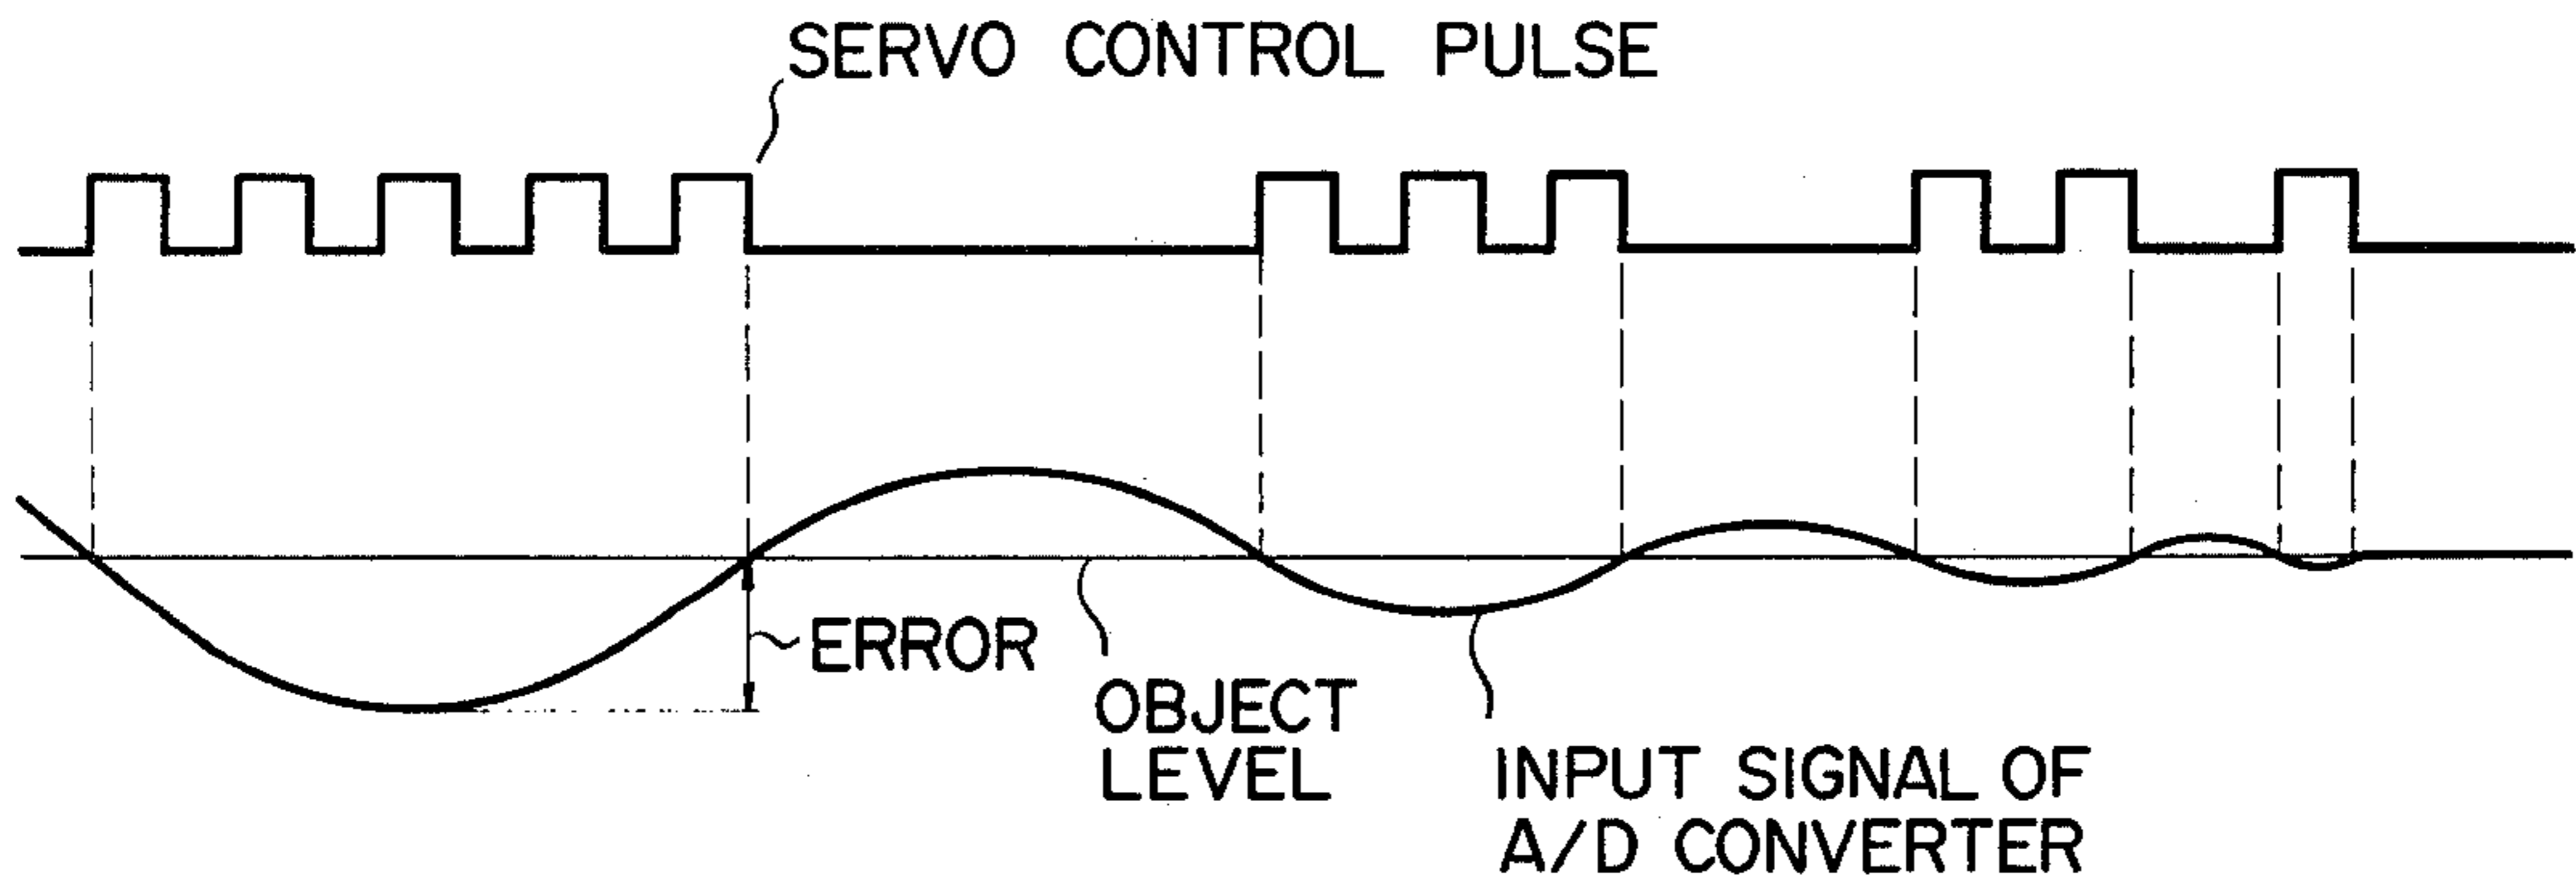 SERVO CONTROL PULSE
ERROR
OBJECT
LEVEL
INPUT SIGNAL OF
A/D CONVERTER